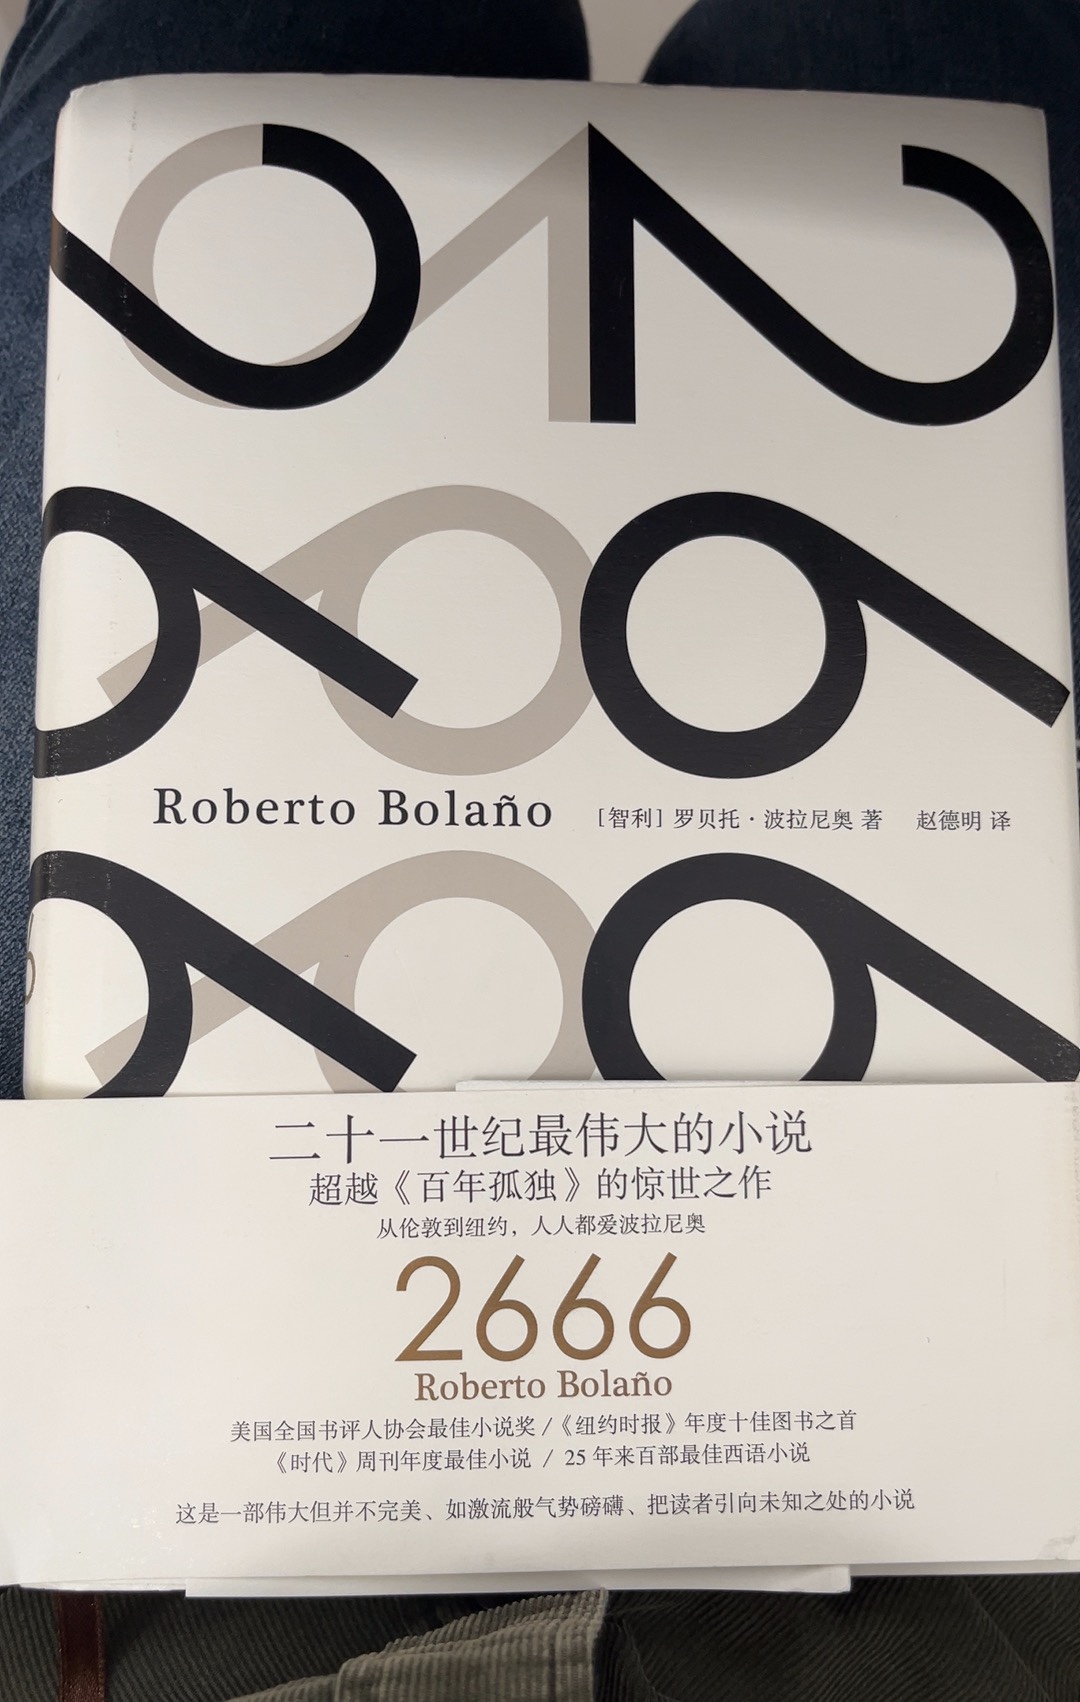 2
6
6
6
Roberto Bolaño [智利] 罗贝托·波拉尼奥 著 赵德明 译
二十一世纪最伟大的小说
超越《百年孤独》的惊世之作
从伦敦到纽约，人人都爱波拉尼奥
2666
Roberto Bolaño
美国全国书评人协会最佳小说奖 /《纽约时报》年度十佳图书之首
《时代》周刊年度最佳小说 / 25 年来百部最佳西语小说
这是一部伟大但并不完美、如激流般气势磅礴、把读者引向未知之处的小说